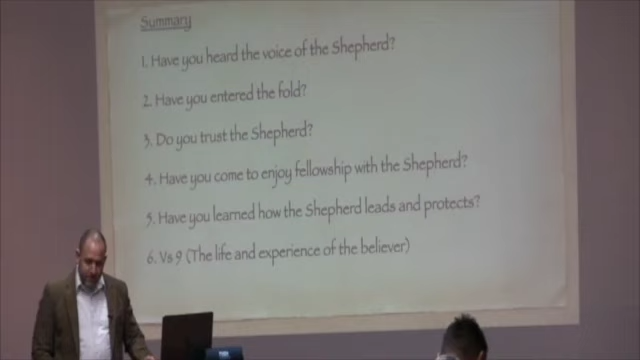 Summary
1. Have you heard the voice of the Shepherd?
2. Have you entered the fold?
3. Do you trust the Shepherd?
4. Have you come to enjoy fellowship with the Shepherd?
5. Have you learned how the Shepherd leads and protects?
6. Vs 9 (The life and experience of the believer)